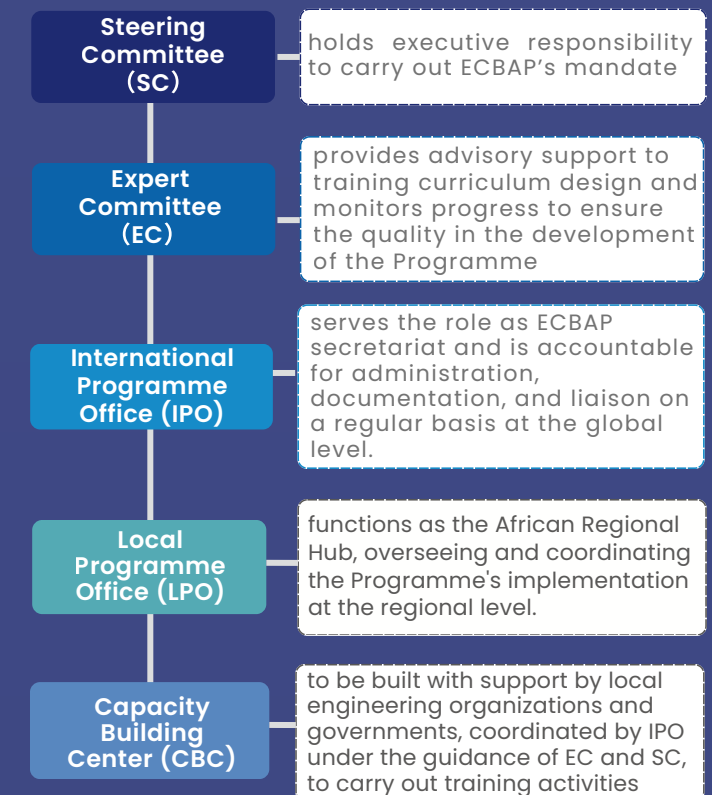 Steering
Committee
(SC)
holds executive responsibility
to carry out ECBAP's mandate
Expert
Committee
(EC)
provides advisory support to
training curriculum design and
monitors progress to ensure
the quality in the development
of the Programme
International
Programme
Office (IPO)
serves the role as ECBAP
secretariat and is accountable
for administration,
documentation, and liaison on
a regular basis at the global
level.
Local
Programme
Office (LPO)
functions as the African Regional
Hub, overseeing and coordinating
the Programme's implementation
at the regional level.
Capacity
Building
Center (CBC)
to be built with support by local
engineering organizations and
governments, coordinated by IPO
under the guidance of EC and SC,
to carry out training activities